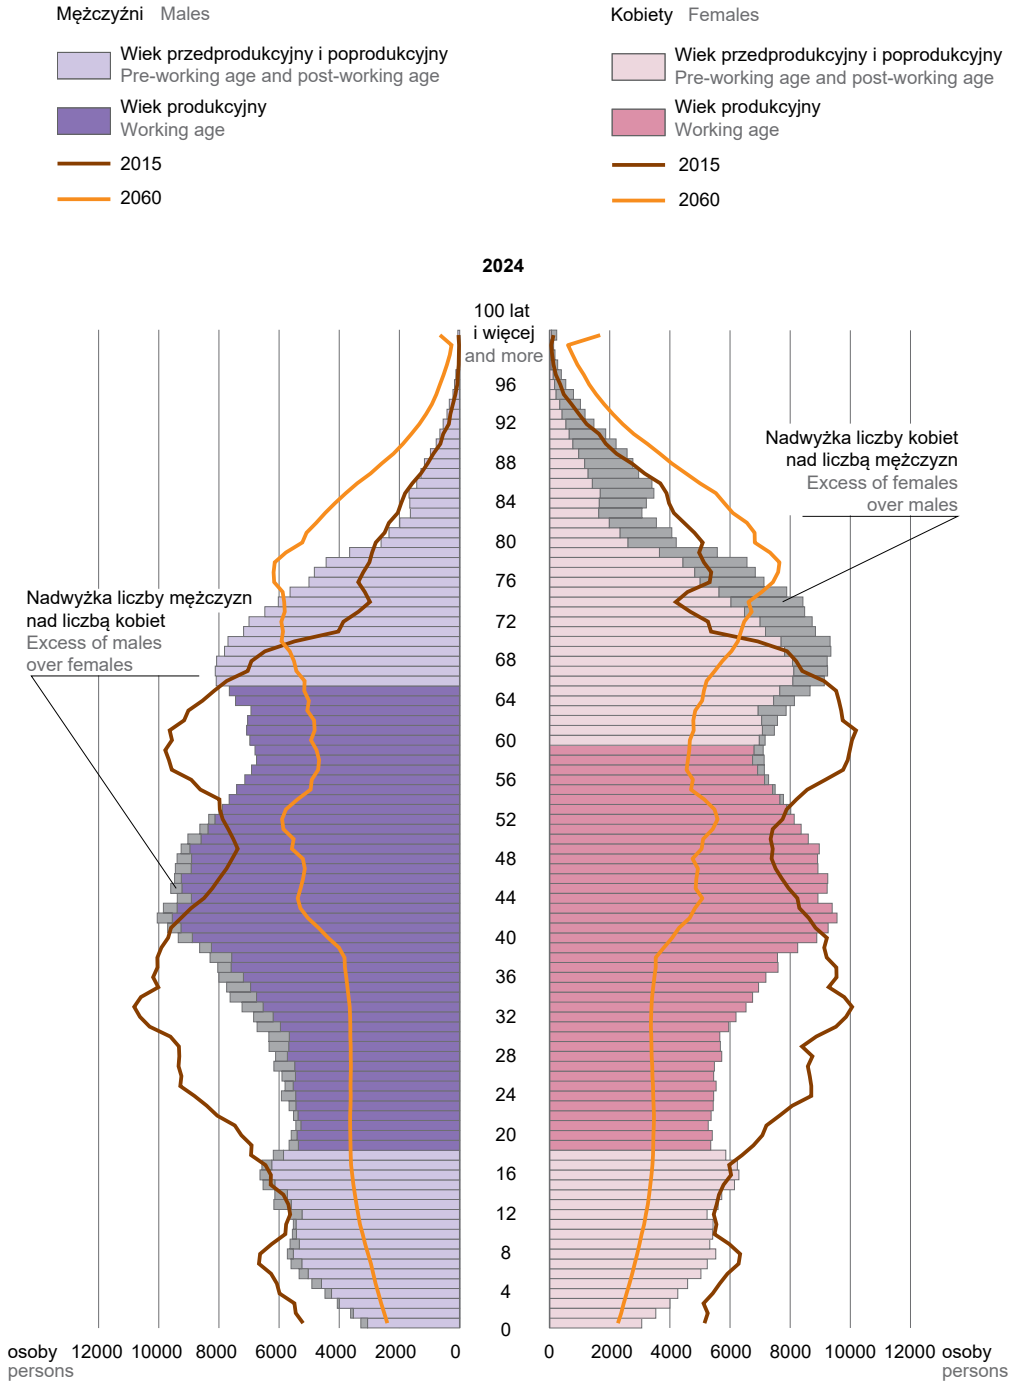 Mężczyźni Males
Wiek przedprodukcyjny i poprodukcyjny
Pre-working age and post-working age
Wiek produkcyjny
Working age
2015
2060
Kobiety Females
Wiek przedprodukcyjny i poprodukcyjny
Pre-working age and post-working age
Wiek produkcyjny
Working age
2015
2060
2024
100 lat
i więcej
and more
96
92
88
84
80
76
72
68
64
60
56
52
48
44
40
36
32
28
24
20
16
12
8
4
0
Nadwyżka liczby kobiet
nad liczbą mężczyzn
Excess of females
over males
Nadwyżka liczby mężczyzn
nad liczbą kobiet
Excess of males
over females
osoby 12000 10000 8000 6000 4000 2000 0
persons
0 2000 4000 6000 8000 10000 12000 osoby
persons